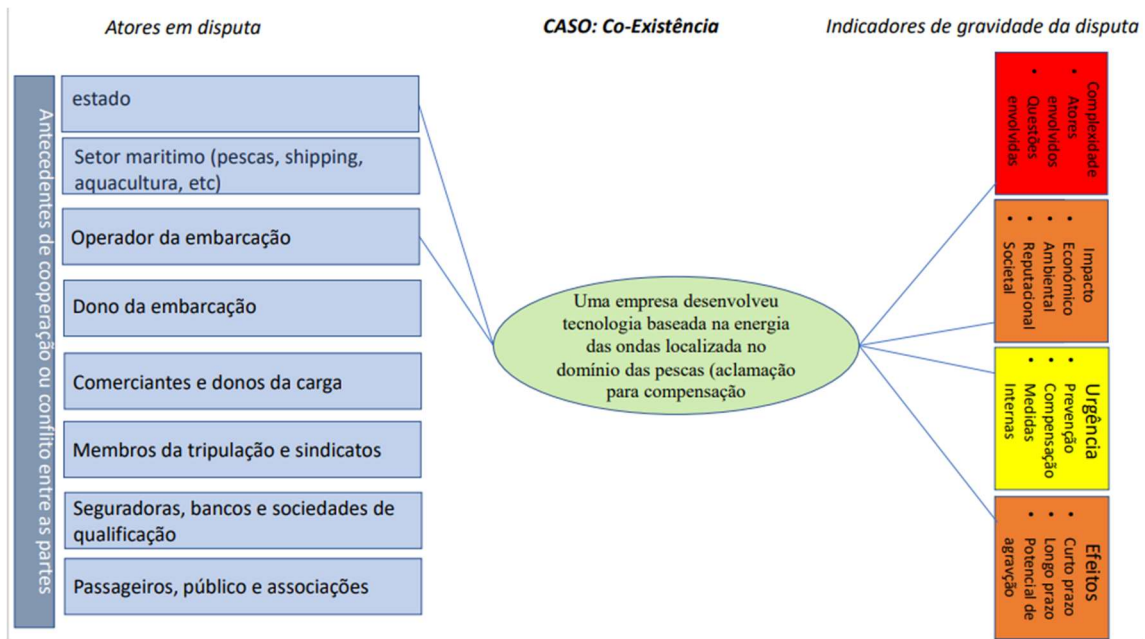 Atores em disputa
CASO: Co-Existência
Indicadores de gravidade da disputa
Antecedentes de cooperação ou conflito entre as partes
estado
Setor maritimo (pescas, shipping,
aquacultura, etc)
Operador da embarcação
Dono da embarcação
Comerciantes e donos da carga
Membros da tripulação e sindicatos
Seguradoras, bancos e sociedades de
qualificação
Passageiros, público e associações
Uma empresa desenvolveu
tecnologia baseada na energia
das ondas localizada no
domínio das pescas (aclamação
para compensação
Complexidade
• Atores
envolvidos
• Questões
envolvidas
Impacto
• Económico
• Ambiental
• Reputacional
• Societal
Urgência
• Prevenção
• Compensação
• Medidas
Internas
Efeitos
• Curto prazo
• Longo prazo
• Potencial de
agravção